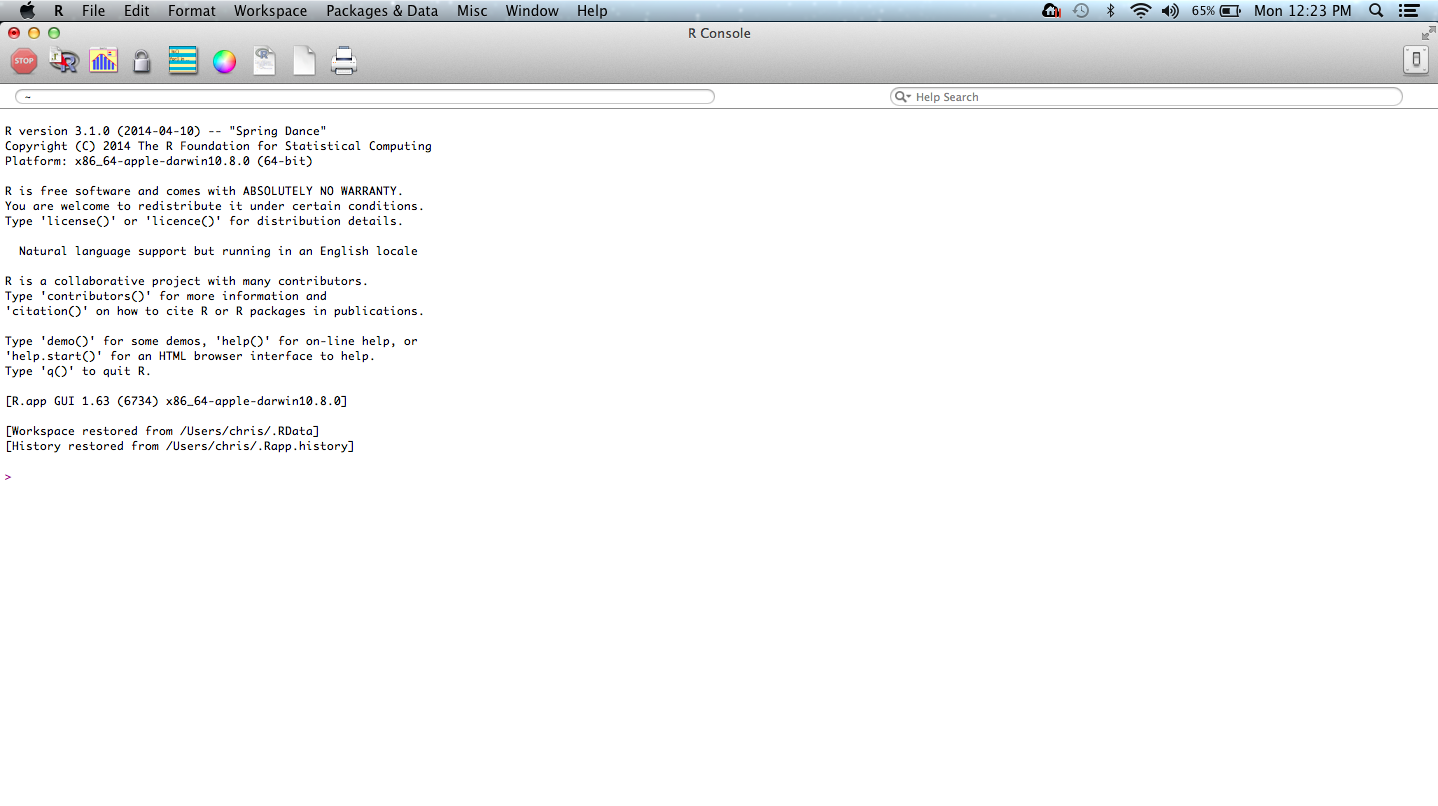 R File Edit Format Workspace Packages & Data Misc Window Help 65% Mon 12:23 PM
R Console
STOP
~ Help Search
R version 3.1.0 (2014-04-10) -- "Spring Dance"
Copyright (C) 2014 The R Foundation for Statistical Computing
Platform: x86_64-apple-darwin10.8.0 (64-bit)
R is free software and comes with ABSOLUTELY NO WARRANTY.
You are welcome to redistribute it under certain conditions.
Type 'license()' or 'licence()' for distribution details.
Natural language support but running in an English locale
R is a collaborative project with many contributors.
Type 'contributors()' for more information and
'citation()' on how to cite R or R packages in publications.
Type 'demo()' for some demos, 'help()' for on-line help, or
'help.start()' for an HTML browser interface to help.
Type 'q()' to quit R.
[R.app GUI 1.63 (6734) x86_64-apple-darwin10.8.0]
[Workspace restored from /Users/chris/.RData]
[History restored from /Users/chris/.Rapp.history]
>